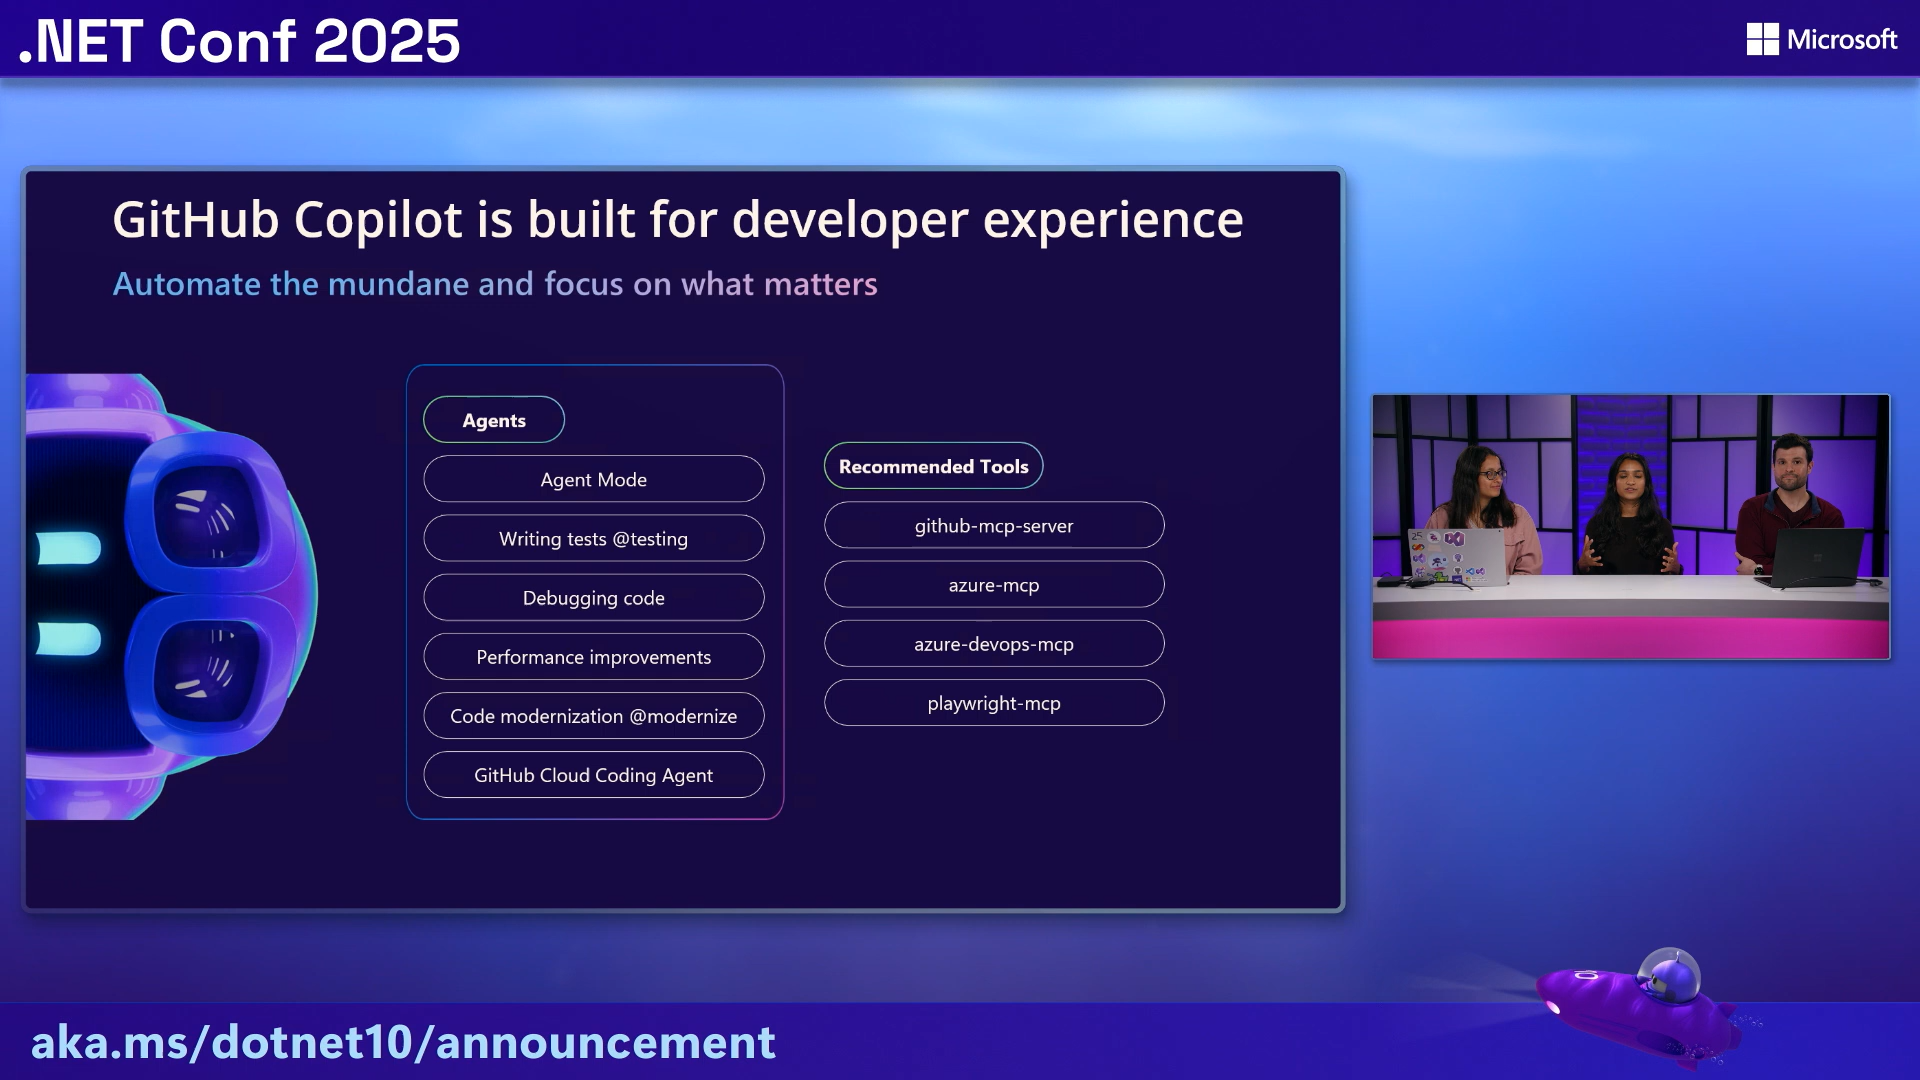 .NET Conf 2025
Microsoft
GitHub Copilot is built for developer experience
Automate the mundane and focus on what matters
Agents
Agent Mode
Writing tests @testing
Debugging code
Performance improvements
Code modernization @modernize
GitHub Cloud Coding Agent
Recommended Tools
github-mcp-server
azure-mcp
azure-devops-mcp
playwright-mcp
aka.ms/dotnet10/announcement